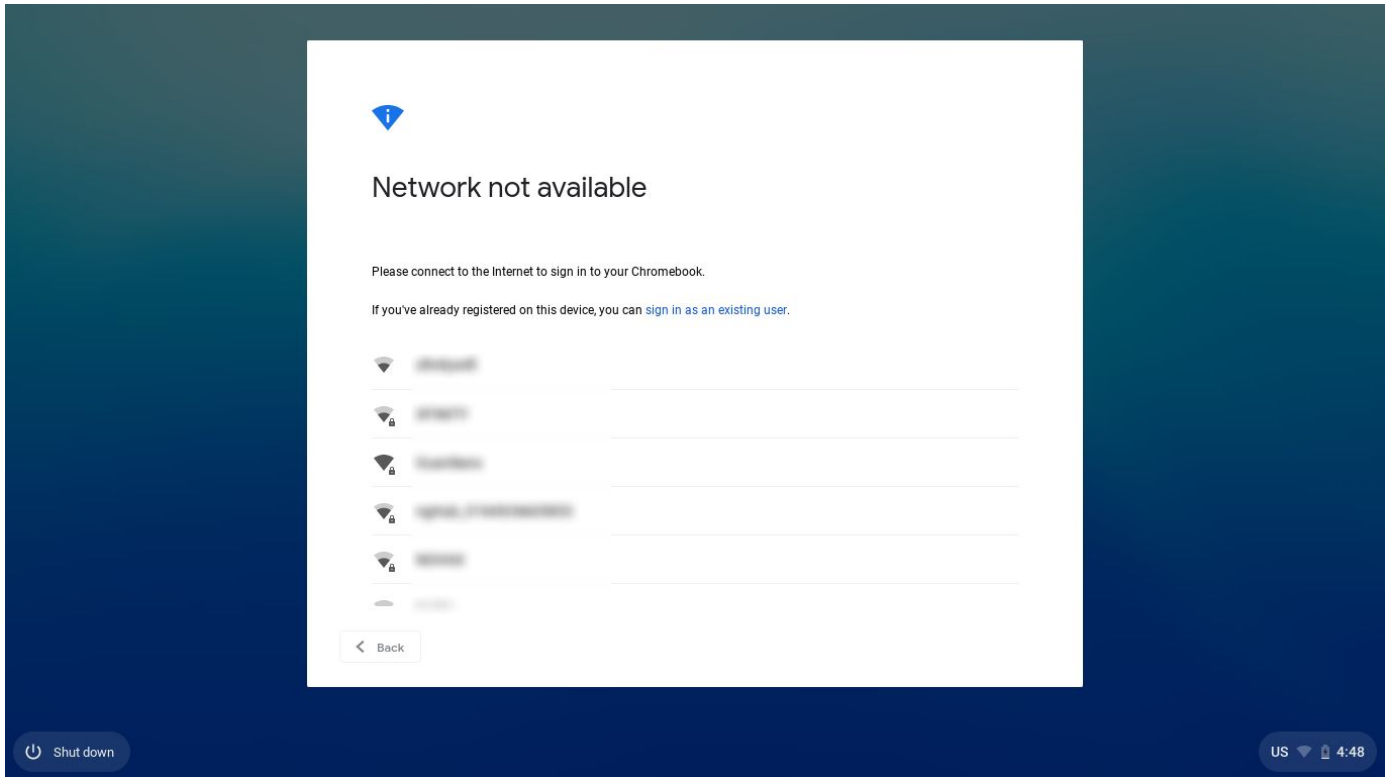 Network not available
Please connect to the Internet to sign in to your Chromebook.
If you've already registered on this device, you can sign in as an existing user.
Back
Shut down
US 4:48